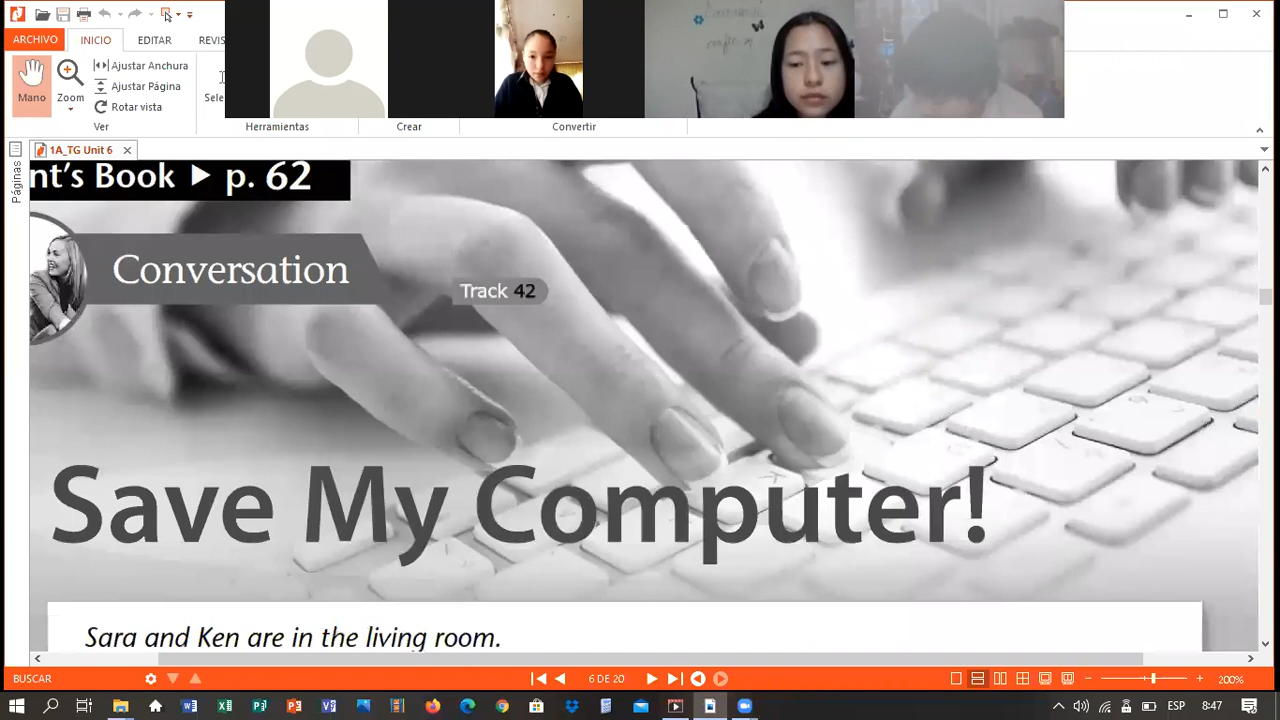 ARCHIVO INICIO EDITAR REVIS
Mano Zoom Ajustar Anchura
Ajustar Página
Rotar vista
Sele
Ver Herramientas Crear Convertir
1A_TG Unit 6
Páginas
nt's Book ► p. 62
Conversation
Track 42
Save My Computer!
Sara and Ken are in the living room.
BUSCAR 6 DE 20 200%
ESP 8:47